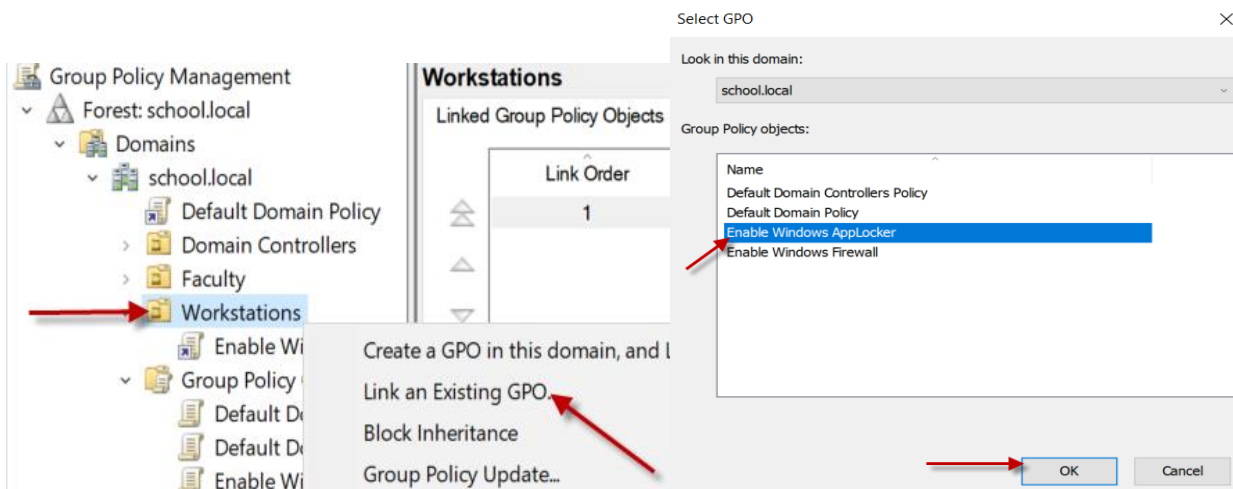 Group Policy Management
Forest: school.local
Domains
school.local
Default Domain Policy
Domain Controllers
Faculty
Workstations
Enable Wi
Group Policy
Default Do
Default Do
Enable Wi
Workstations
Linked Group Policy Objects
Link Order
1
Create a GPO in this domain, and L
Link an Existing GPO..
Block Inheritance
Group Policy Update...
Select GPO
Look in this domain:
school.local
Group Policy objects:
Name
Default Domain Controllers Policy
Default Domain Policy
Enable Windows AppLocker
Enable Windows Firewall
OK Cancel